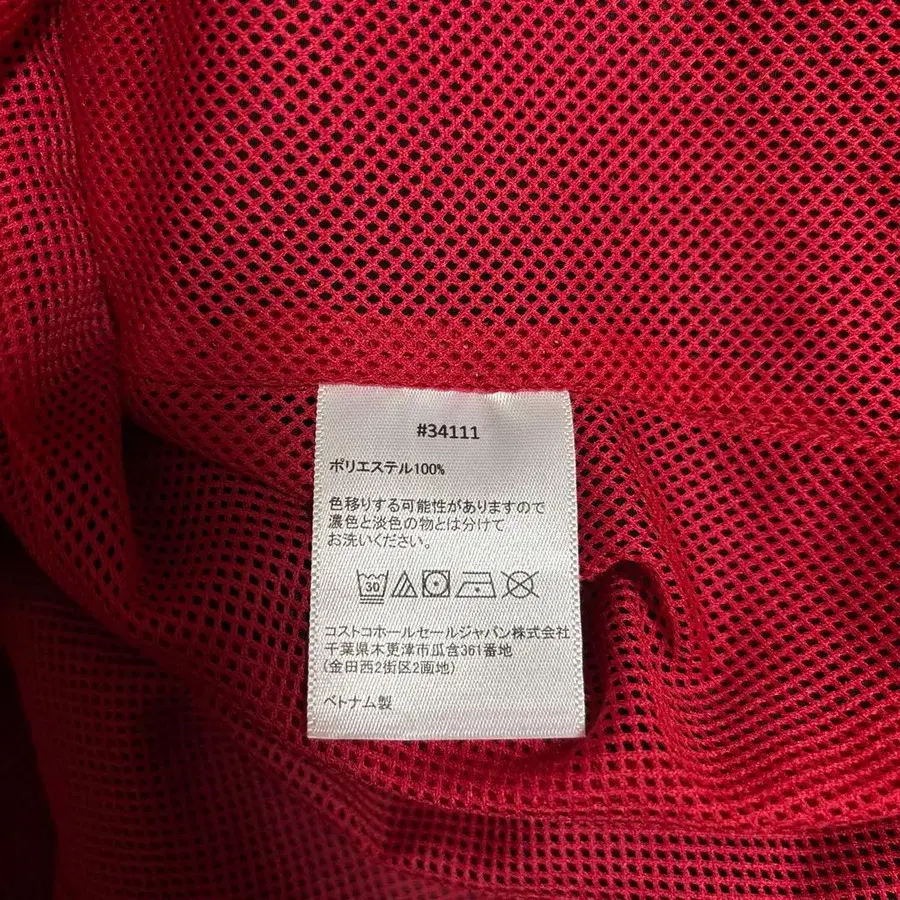 #34111
ポリエステル100%
色移りする可能性がありますので
濃色と淡色の物とは分けて
お洗いください。
30
コストコホールセールジャパン株式会社
千葉県木更津市瓜倉361番地
(金田西2街区2画地)
ベトナム製